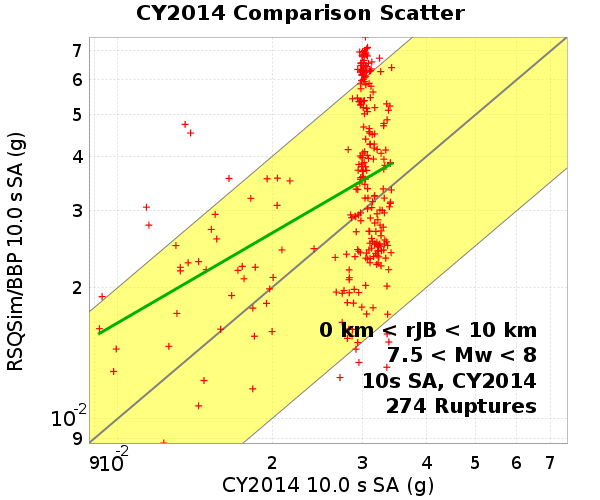 CY2014 Comparison Scatter
RSQSim/BBP 10.0 s SA (g)
7
6
5
4
3
2
10-2
9
0 km < rJB < 10 km
7.5 < Mw < 8
10s SA, CY2014
274 Ruptures
9 10-2 2 3 4 5 6 7
CY2014 10.0 s SA (g)